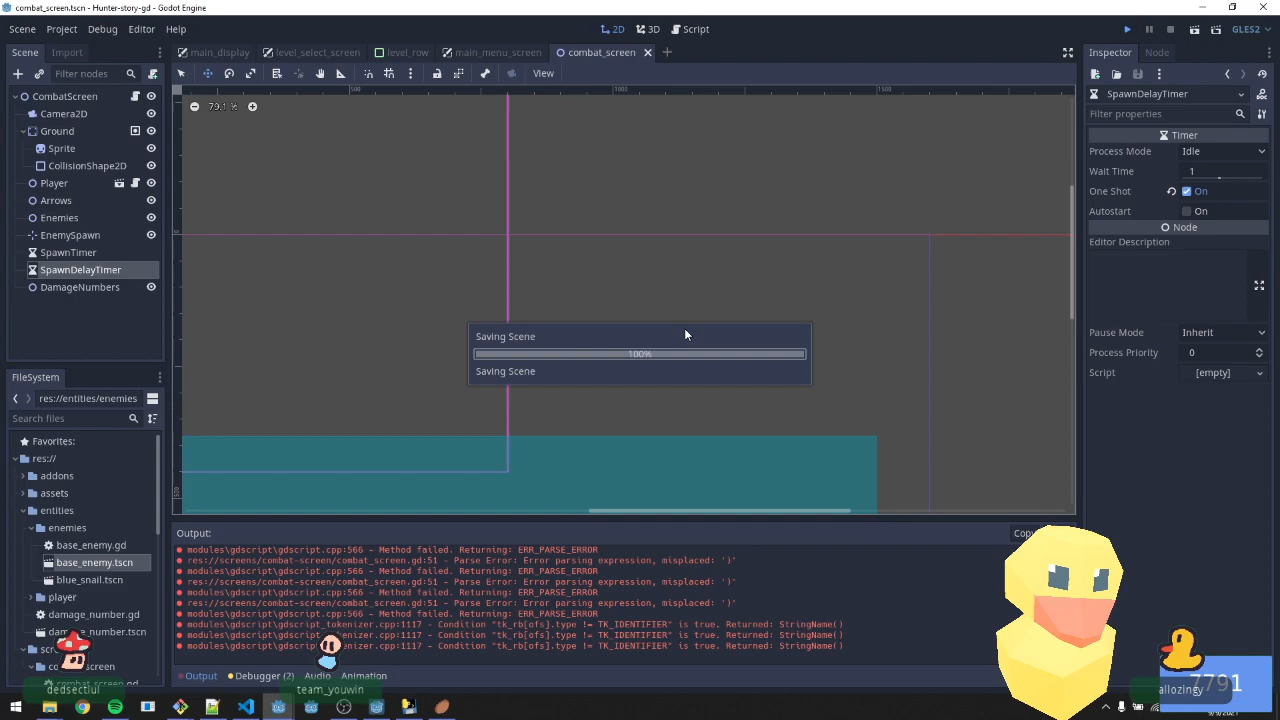 combat_screen.tscn - Hunter-story-gd - Godot Engine
Scene Project Debug Editor Help
2D 3D Script
GLES2
Scene Import
main_display level_select_screen level_row main_menu_screen combat_screen
Inspector Node
Filter nodes
View
SpawnDelayTimer
Filter properties
500 1000 1500
79.1 %
CombatScreen
Camera2D
Ground
Sprite
CollisionShape2D
Player
Arrows
Enemies
EnemySpawn
SpawnTimer
SpawnDelayTimer
DamageNumbers
Timer
Process Mode Idle
Wait Time 1
One Shot On
Autostart On
Node
Editor Description
Pause Mode Inherit
Process Priority 0
Script [empty]
Saving Scene
100%
Saving Scene
FileSystem
res://entities/enemies
Search files
Favorites:
res://
addons
assets
entities
enemies
base_enemy.gd
base_enemy.tscn
blue_snail.tscn
player
damage_number.gd
damage_number.tscn
Output:
modules\gdscript\gdscript.cpp:566 - Method failed. Returning: ERR_PARSE_ERROR
res://screens/combat-screen/combat_screen.gd:51 - Parse Error: Error parsing expression, misplaced: ')'
modules\gdscript\gdscript.cpp:566 - Method failed. Returning: ERR_PARSE_ERROR
res://screens/combat-screen/combat_screen.gd:51 - Parse Error: Error parsing expression, misplaced: ')'
modules\gdscript\gdscript.cpp:566 - Method failed. Returning: ERR_PARSE_ERROR
res://screens/combat-screen/combat_screen.gd:51 - Parse Error: Error parsing expression, misplaced: ')'
modules\gdscript\gdscript.cpp:566 - Method failed. Returning: ERR_PARSE_ERROR
modules\gdscript\gdscript_tokenizer.cpp:1117 - Condition "tk_rb[ofs].type != TK_IDENTIFIER" is true. Returned: StringName()
modules\gdscript\gdscript_tokenizer.cpp:1117 - Condition "tk_rb[ofs].type != TK_IDENTIFIER" is true. Returned: StringName()
modules\gdscript\gdscript_tokenizer.cpp:1117 - Condition "tk_rb[ofs].type != TK_IDENTIFIER" is true. Returned: StringName()
Output Debugger (2) Audio Animation
team_youwin
allozingy
7791